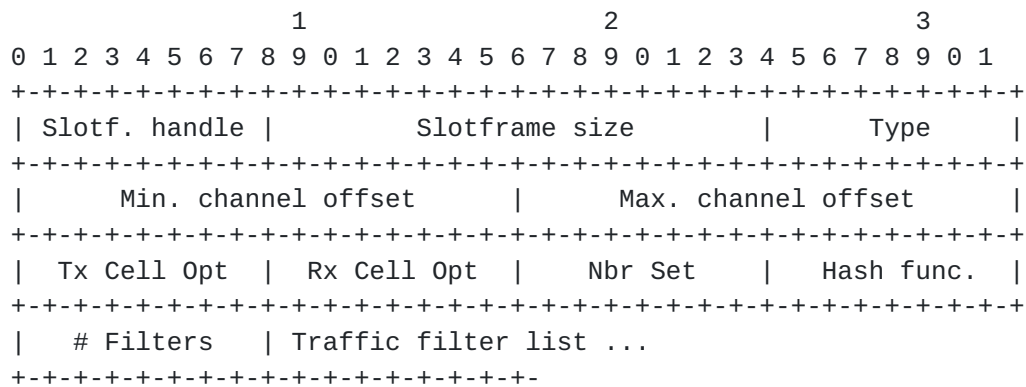 1                   2                   3
0 1 2 3 4 5 6 7 8 9 0 1 2 3 4 5 6 7 8 9 0 1 2 3 4 5 6 7 8 9 0 1
+-+-+-+-+-+-+-+-+-+-+-+-+-+-+-+-+-+-+-+-+-+-+-+-+-+-+-+-+-+-+-+-+
| Slotf. handle |         Slotframe size        |      Type     |
+-+-+-+-+-+-+-+-+-+-+-+-+-+-+-+-+-+-+-+-+-+-+-+-+-+-+-+-+-+-+-+-+
|      Min. channel offset      |      Max. channel offset      |
+-+-+-+-+-+-+-+-+-+-+-+-+-+-+-+-+-+-+-+-+-+-+-+-+-+-+-+-+-+-+-+-+
|  Tx Cell Opt  |  Rx Cell Opt  |    Nbr Set    |   Hash func.  |
+-+-+-+-+-+-+-+-+-+-+-+-+-+-+-+-+-+-+-+-+-+-+-+-+-+-+-+-+-+-+-+-+
|   # Filters   | Traffic filter list ...
+-+-+-+-+-+-+-+-+-+-+-+-+-+-+-+-+-